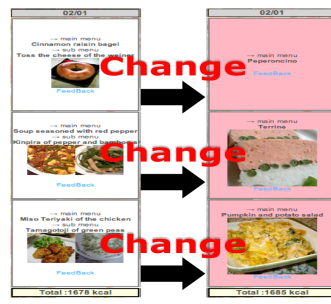 02/01
→ main menu
Cinnamon raisin bagel
→ sub menu
Toss the cheese of the wainer
FeedBack
→ main menu
Soup seasoned with red pepper
→ sub menu
Kinpira of pepper and bamboos
FeedBack
→ main menu
Miso Teriyaki of the chicken
→ sub menu
Tamagotoji of green peas
FeedBack
Total :1678 kcal
Change
Change
Change
02/01
→ main menu
Peperoncino
FeedBack
→ main menu
Terrine
FeedBack
→ main menu
Pumpkin and potato salad
FeedBack
Total :1685 kcal